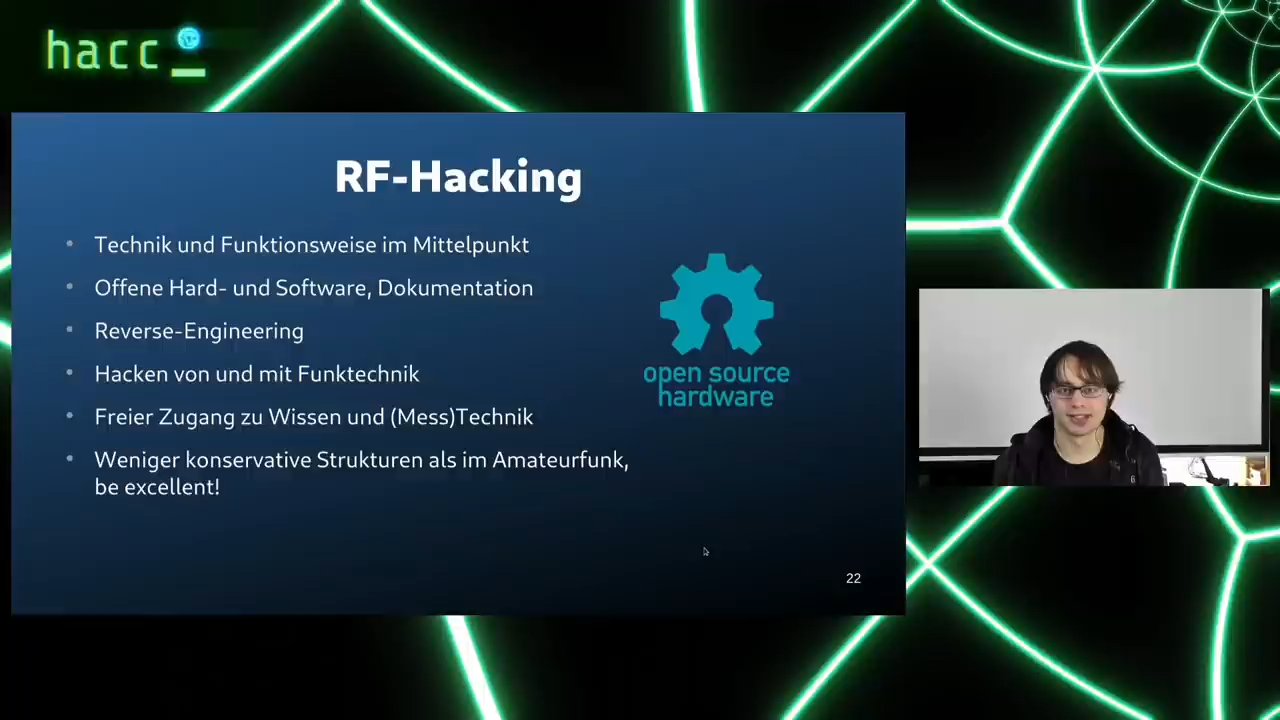 hacc
RF-Hacking
Technik und Funktionsweise im Mittelpunkt
Offene Hard- und Software, Dokumentation
Reverse-Engineering
Hacken von und mit Funktechnik
Freier Zugang zu Wissen und (Mess)Technik
Weniger konservative Strukturen als im Amateurfunk,
be excellent!
open source
hardware
22